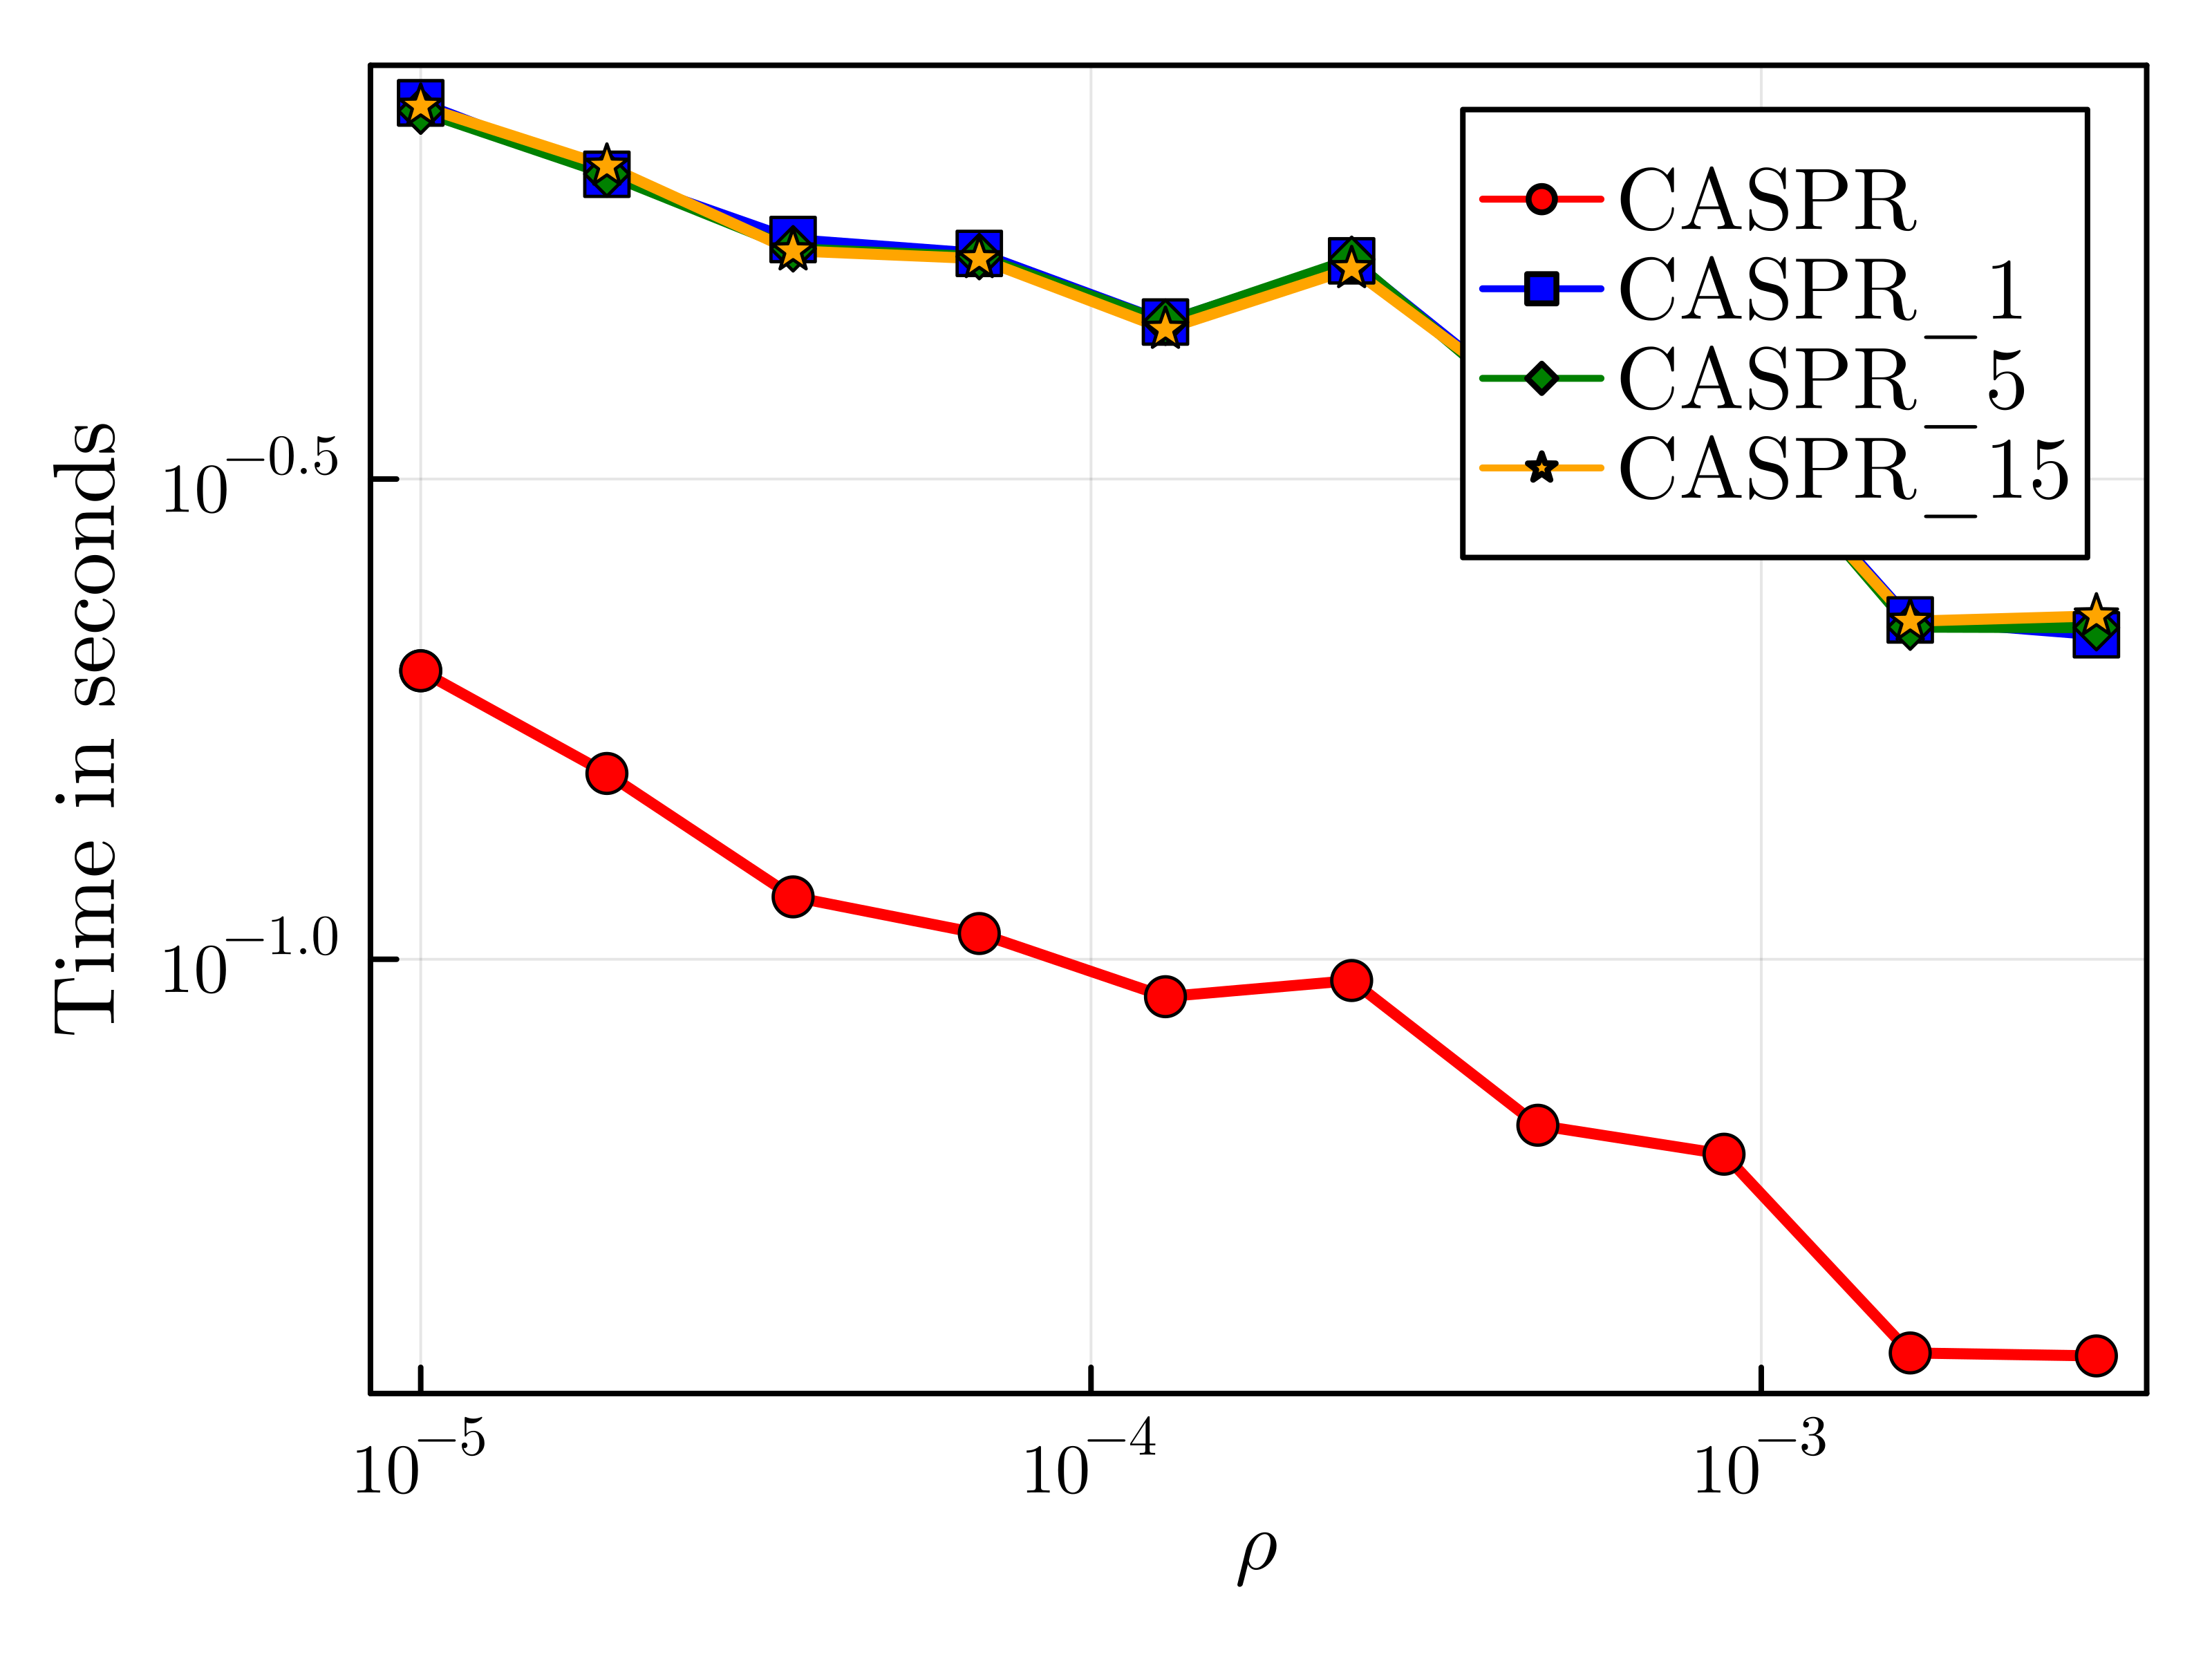 CASPR
CASPR_1
CASPR_5
CASPR_15
Time in seconds
10^{-0.5}
10^{-1.0}
10^{-5}
10^{-4}
10^{-3}
ρ